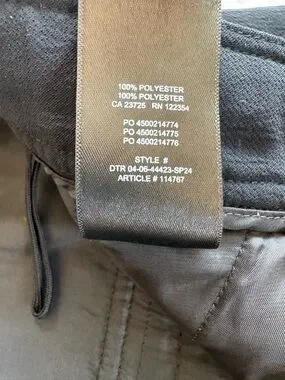 100% POLYESTER
100% POLYESTER
CA 23725 RN 122354
PO 4500214774
PO 4500214775
PO 4500214776
STYLE #
DTR 04-06-44423-SP24
ARTICLE # 114767